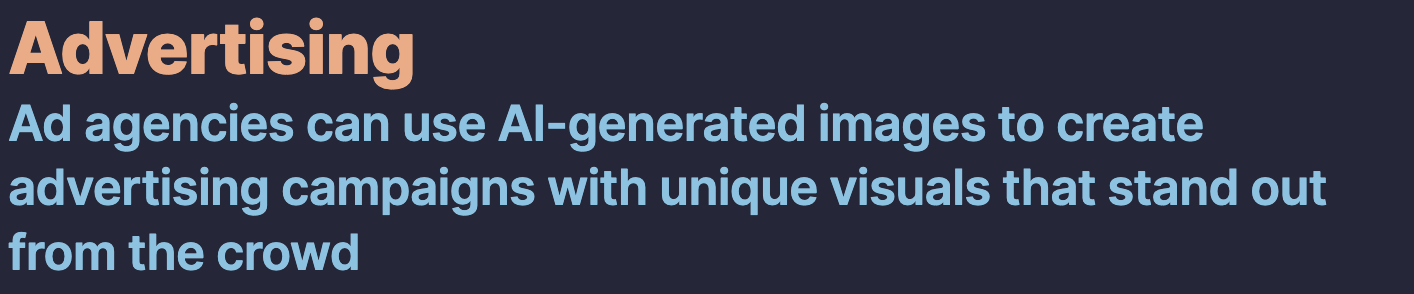 Advertising
Ad agencies can use AI-generated images to create
advertising campaigns with unique visuals that stand out
from the crowd